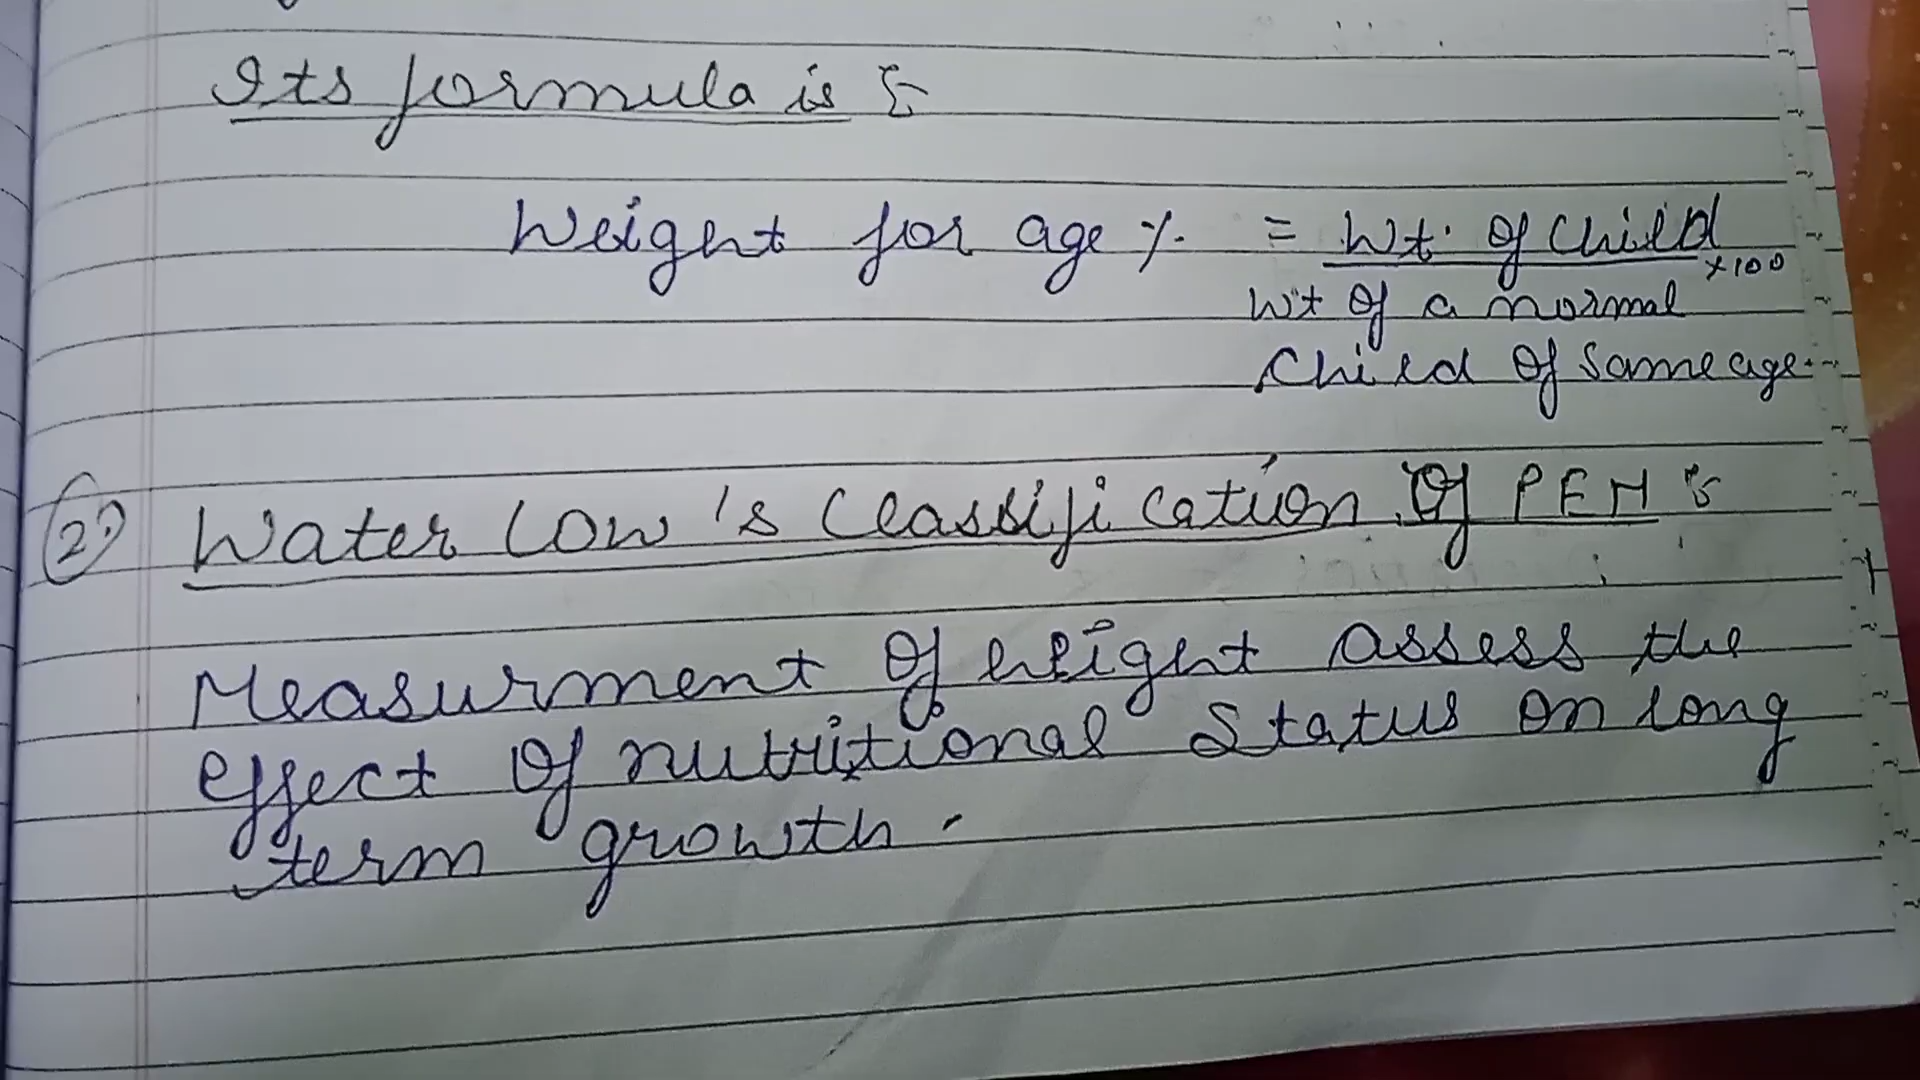 Its formula is :-
Weight for age % = Wt. of Child
×100
Wt of a normal
Child of Same age.
2. Water Low's Classification Of PEM :-
Measurment Of height assess the
effect Of nutritional Status on long
term growth.